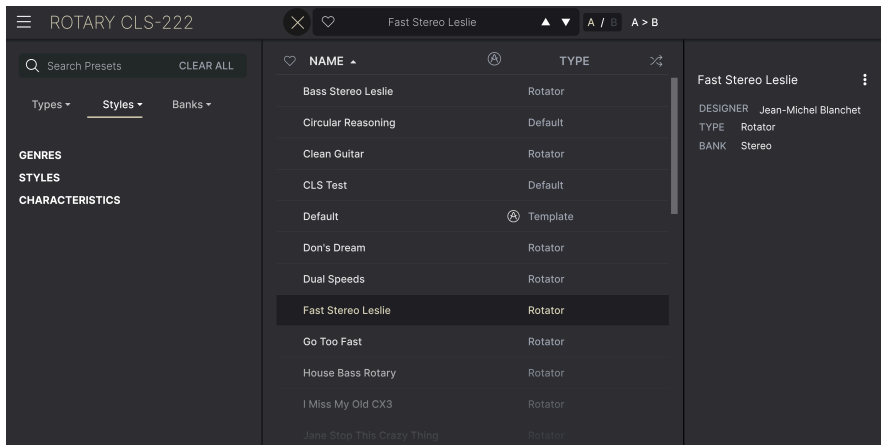 ROTARY CLS-222
Fast Stereo Leslie
A / B
A > B
Search Presets
CLEAR ALL
Types
Styles
Banks
GENRES
STYLES
CHARACTERISTICS
NAME TYPE
Bass Stereo Leslie Rotator
Circular Reasoning Default
Clean Guitar Rotator
CLS Test Default
Default Template
Don's Dream Rotator
Dual Speeds Rotator
Fast Stereo Leslie Rotator
Go Too Fast Rotator
House Bass Rotary Rotator
I Miss My Old CX3 Rotator
Jane Stop This Crazy Thing Rotator
Fast Stereo Leslie
DESIGNER Jean-Michel Blanchet
TYPE Rotator
BANK Stereo